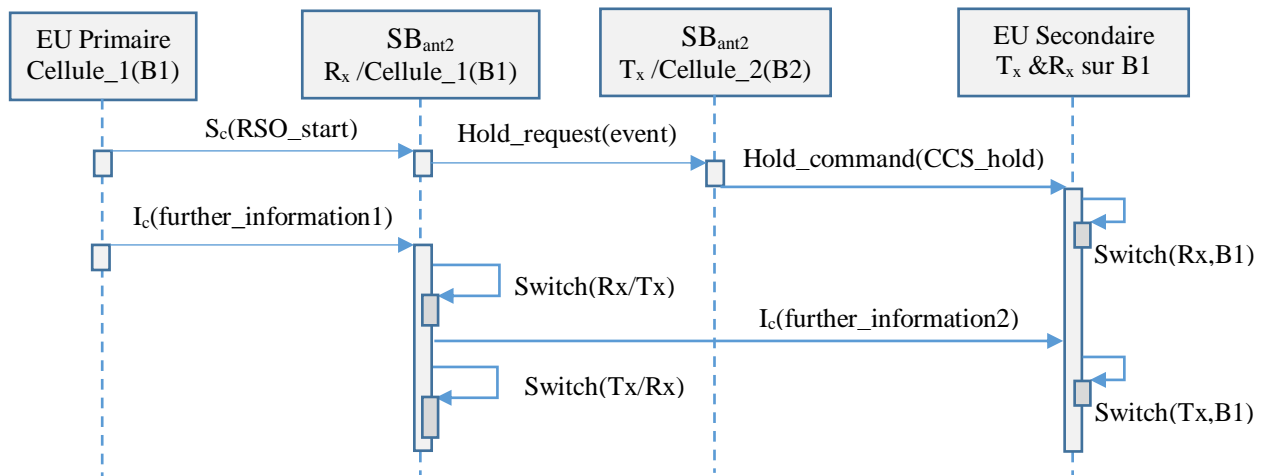 EU Primaire
Cellule_1(B1)
SBant2
Rx /Cellule_1(B1)
SBant2
Tx /Cellule_2(B2)
EU Secondaire
Tx &Rx sur B1
Sc(RSO_start)
Hold_request(event)
Hold_command(CCS_hold)
Ic(further_information1)
Switch(Rx,B1)
Switch(Rx/Tx)
Ic(further_information2)
Switch(Tx/Rx)
Switch(Tx,B1)